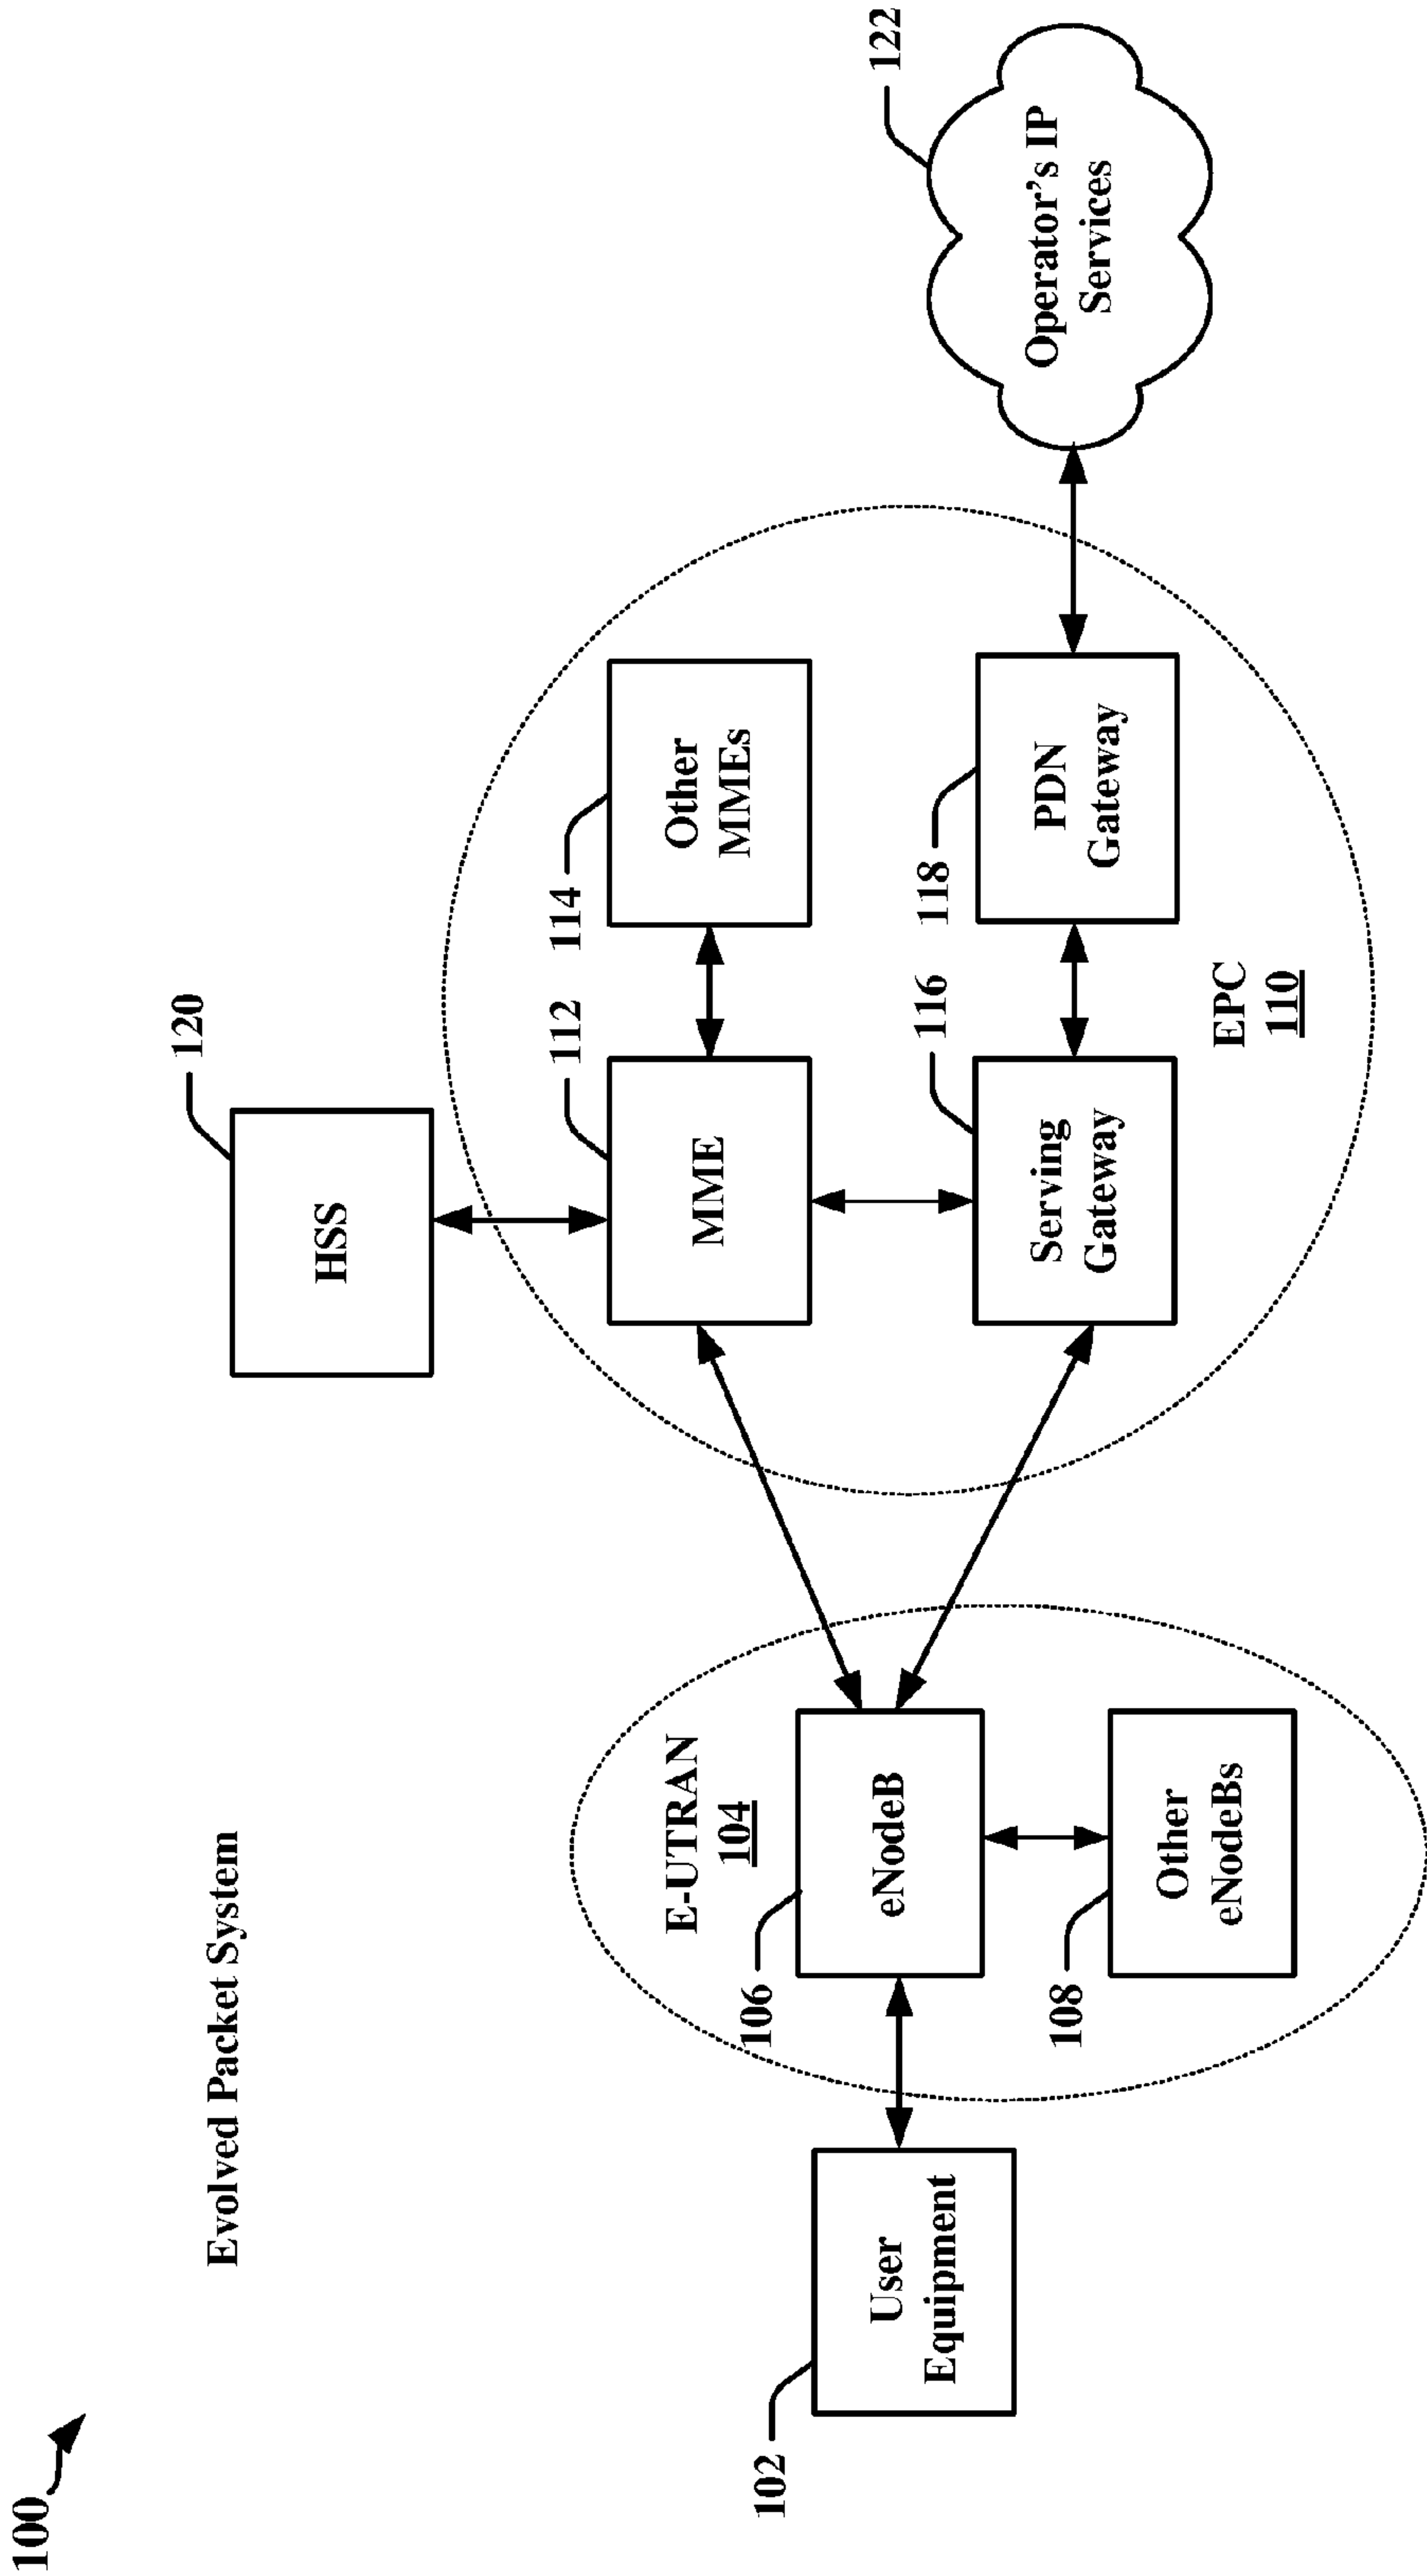 100
Evolved Packet System
120
HSS
112
114
MME
Other
MMEs
E-UTRAN
104
106
eNodeB
102
User
Equipment
108
Other
eNodeBs
116
118
Serving
Gateway
PDN
Gateway
EPC
110
122
Operator's IP
Services